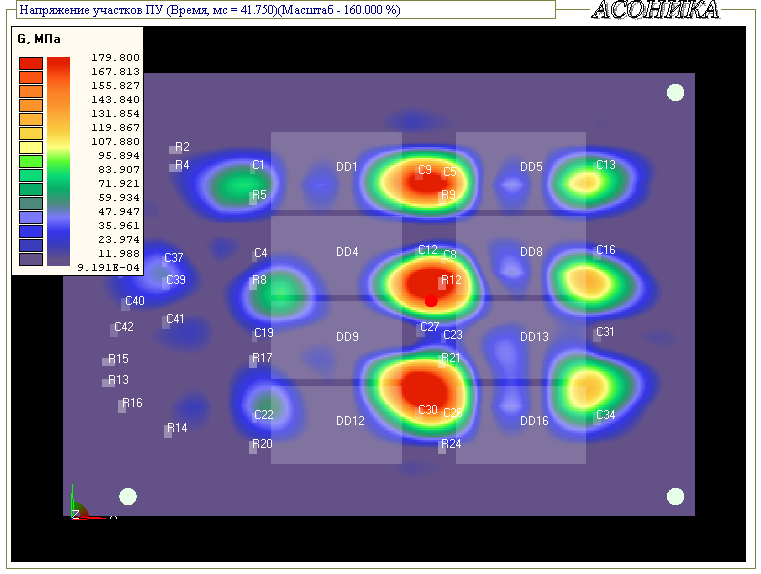 Напряжение участков ПУ (Время, мс = 41.750)(Масштаб - 160.000 %)
АСОНИКА
G, МПа
179.800
167.813
155.827
143.840
131.854
119.867
107.880
95.894
83.907
71.921
59.934
47.947
35.961
23.974
11.988
9.191E-04
R2
R4 C1 DD1 C9 C5 DD5 C13
R5 R9
C37 C4 DD4 C12 C8 DD8 C16
C39 R8 R12
C40
C42 C41 C19 DD9 C27 C23 DD13 C31
R15 R17 R21
R13
R16 C22 DD12 C30 C26 DD16 C34
R14 R20 R24
Z